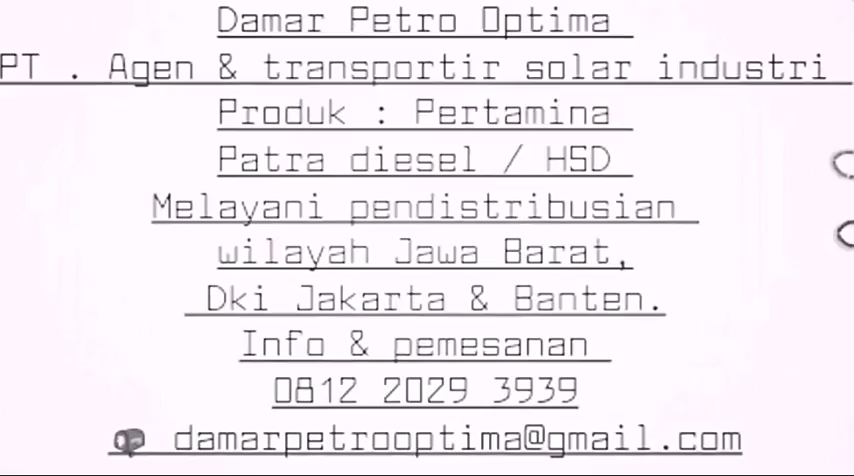 Damar Petro Optima
PT . Agen & transportir solar industri
Produk : Pertamina
Patra diesel / HSD
Melayani pendistribusian
wilayah Jawa Barat,
Dki Jakarta & Banten.
Info & pemesanan
0812 2029 3939
damarpetrooptima@gmail.com